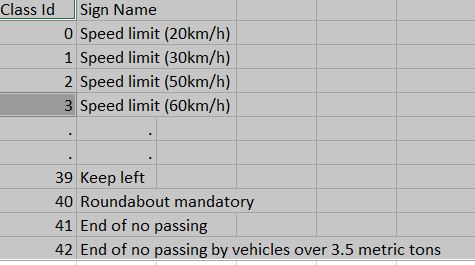 Class Id Sign Name
0 Speed limit (20km/h)
1 Speed limit (30km/h)
2 Speed limit (50km/h)
3 Speed limit (60km/h)
. .
. .
39 Keep left
40 Roundabout mandatory
41 End of no passing
42 End of no passing by vehicles over 3.5 metric tons